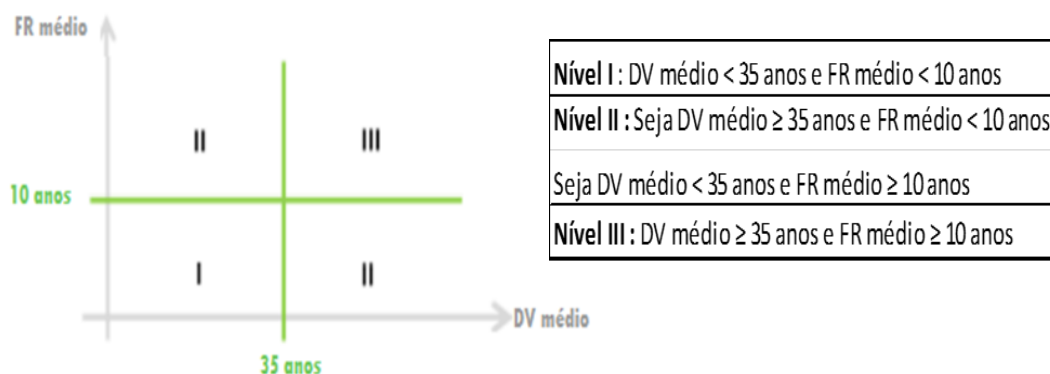 FR médio
II
III
10 anos
I
II
DV médio
35 anos
Nível I : DV médio < 35 anos e FR médio < 10 anos
Nível II : Seja DV médio ≥ 35 anos e FR médio < 10 anos
Seja DV médio < 35 anos e FR médio ≥ 10 anos
Nível III : DV médio ≥ 35 anos e FR médio ≥ 10 anos